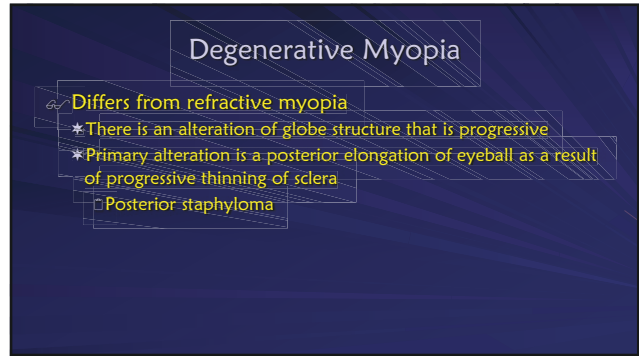 Degenerative Myopia
Differs from refractive myopia
There is an alteration of globe structure that is progressive
Primary alteration is a posterior elongation of eyeball as a result
of progressive thinning of sclera
Posterior staphyloma